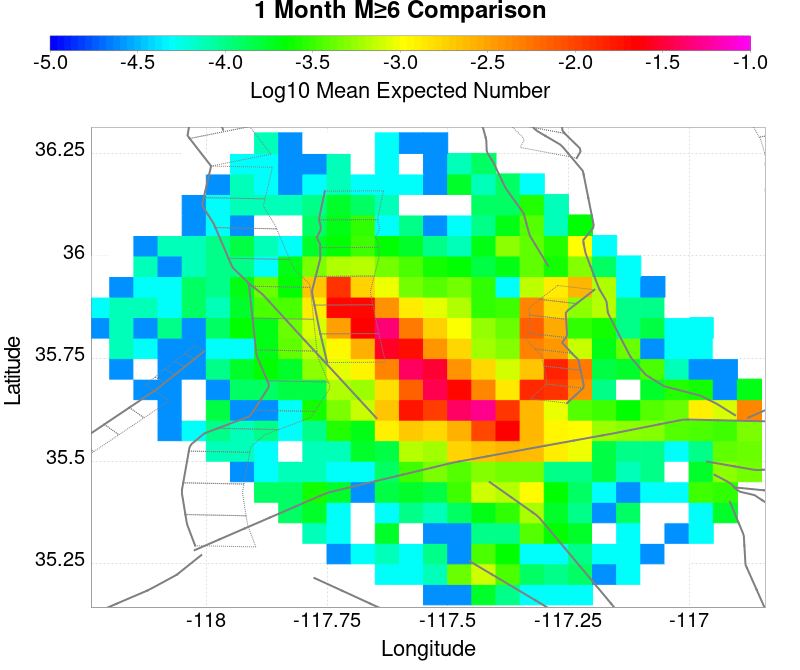 1 Month M≥6 Comparison
-5.0 -4.5 -4.0 -3.5 -3.0 -2.5 -2.0 -1.5 -1.0
Log10 Mean Expected Number
36.25
36
35.75
35.5
35.25
Latitude
-118 -117.75 -117.5 -117.25 -117
Longitude